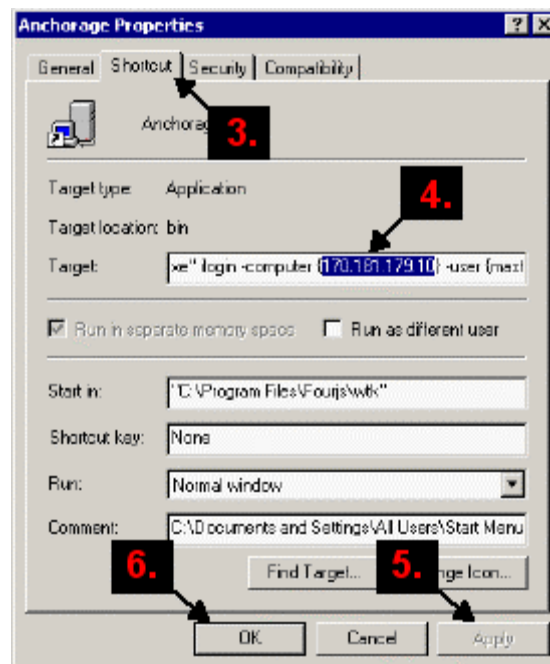 Anchorage Properties
General Shortcut Security Compatibility
3.
Target type: Application
4.
Target location: bin
Target: xe" login -computer {170.181.179.10} -user {maxt
Run in separate memory space Run as different user
Start in: "C:\Program Files\Fourjs\wtk"
Shortcut key: None
Run: Normal window
Comment: C:\Documents and Settings\All Users\Start Menu
6. 5.
Find Target... Icon...
OK Cancel Apply